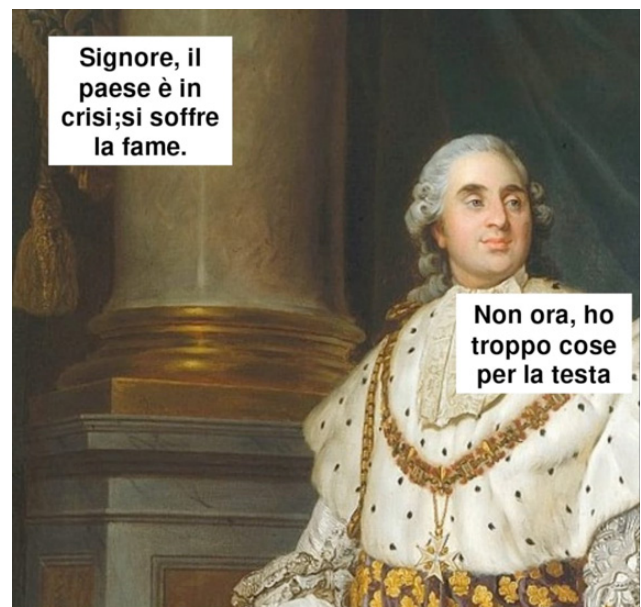 Signore, il
paese è in
crisi;si soffre
la fame.
Non ora, ho
troppo cose
per la testa